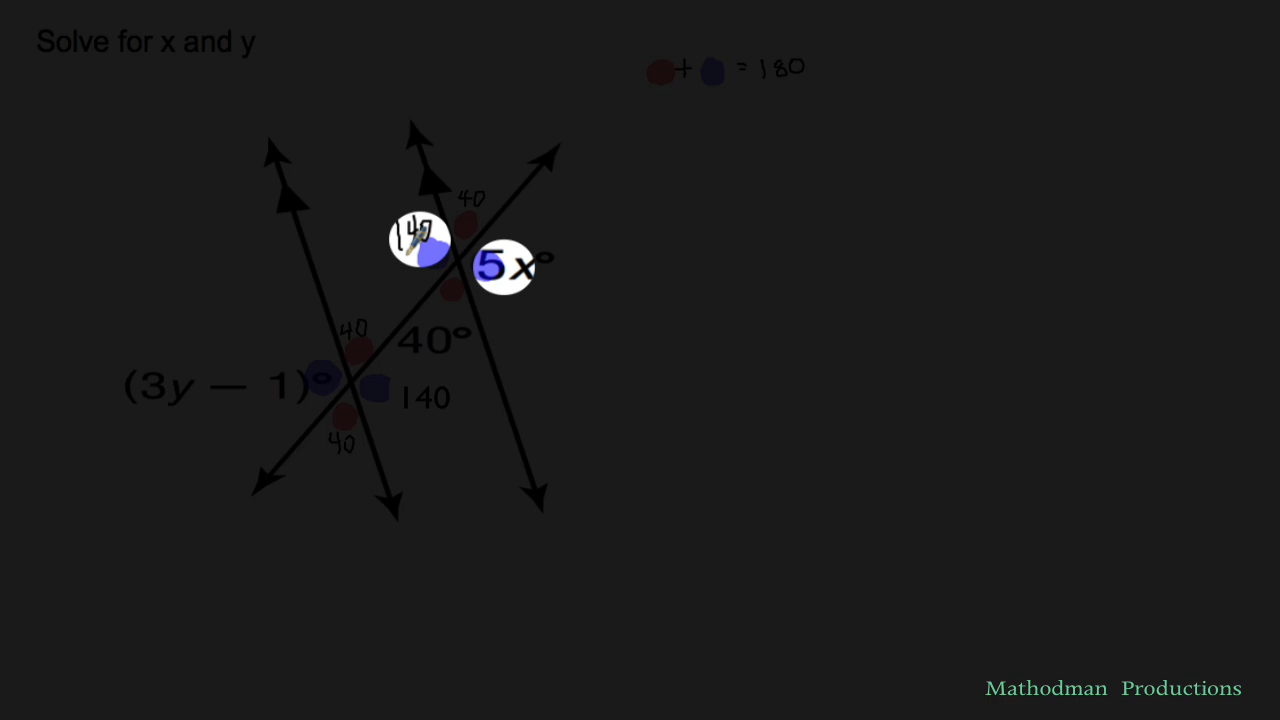 Solve for x and y
+ = 180
40
140
5x°
40
40°
(3y − 1)°
140
40
Mathodman Productions